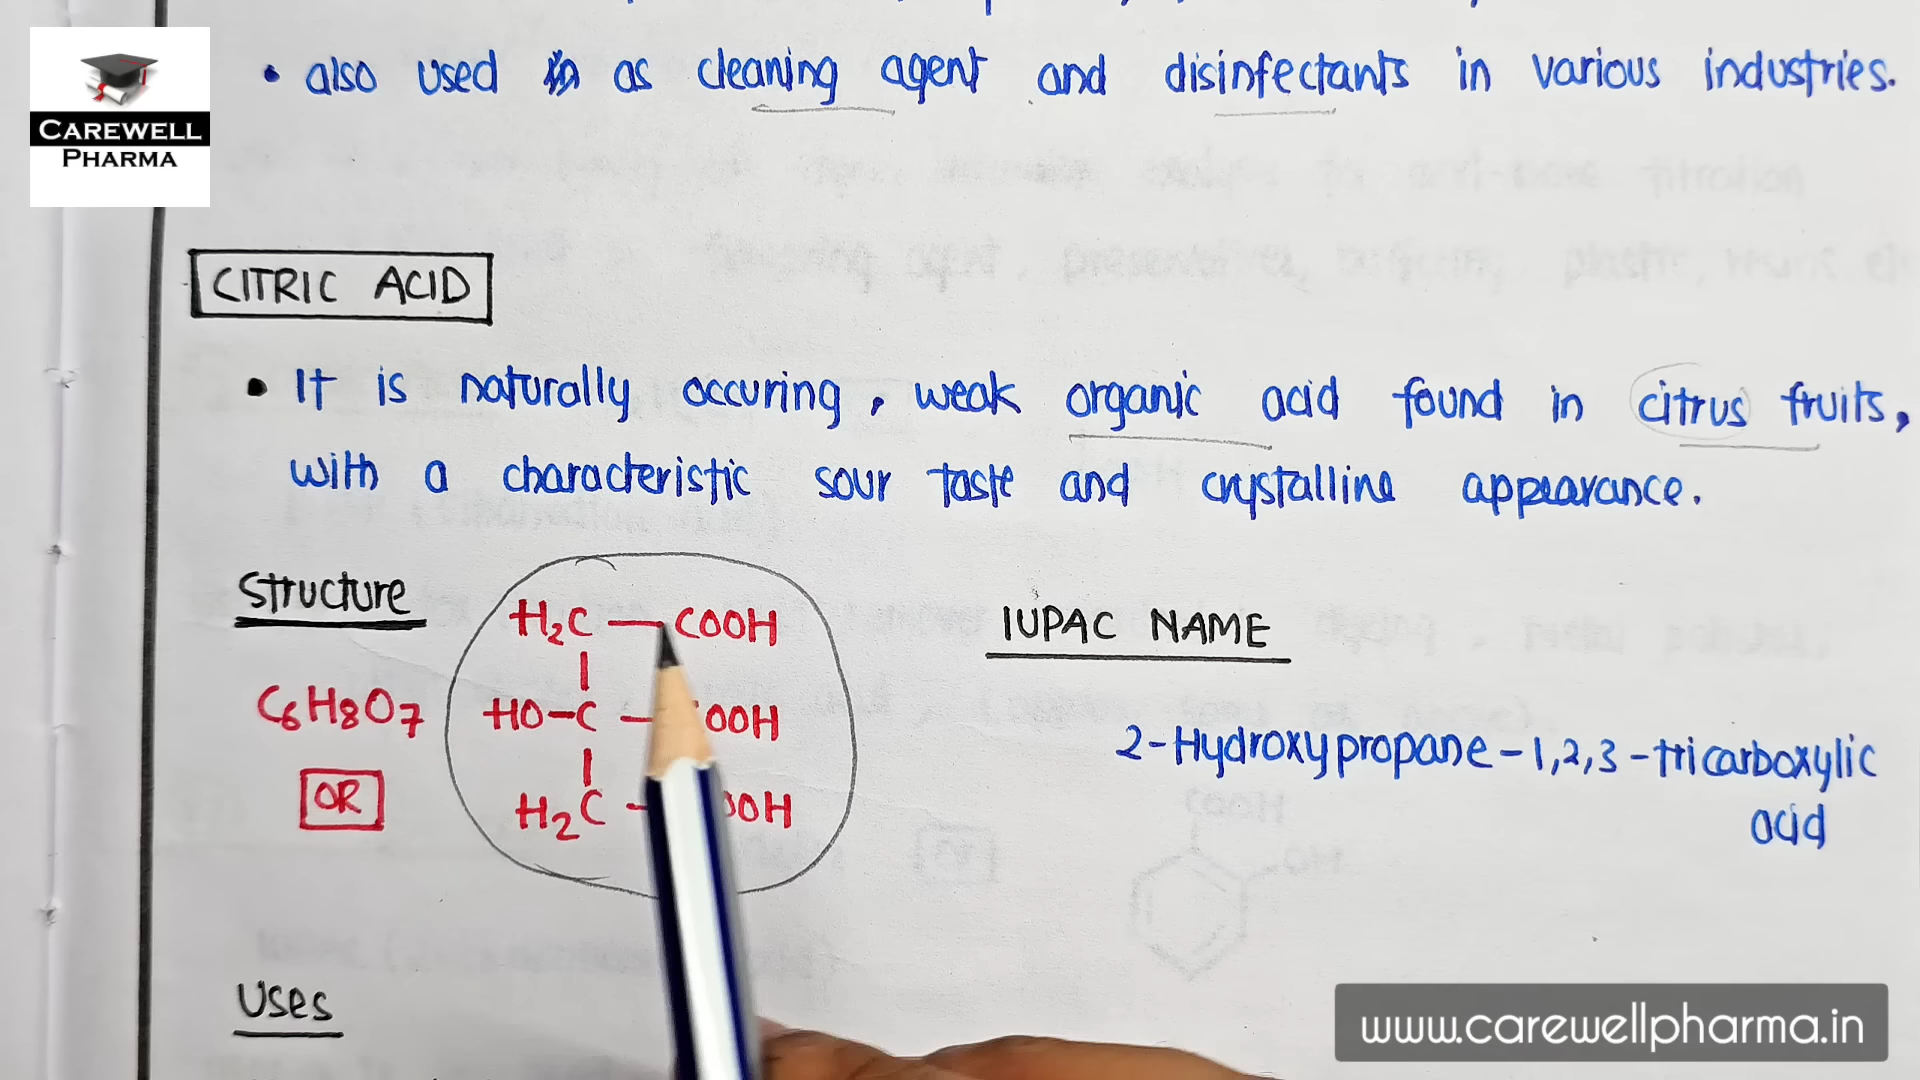 CAREWELL
PHARMA
• also used as cleaning agent and disinfectants in various industries.
CITRIC ACID
• It is naturally occuring, weak organic acid found in citrus fruits,
with a characteristic sour taste and crystalline appearance.
Structure
C6H8O7
OR
H2C — COOH
HO-C — COOH
H2C - OOH
IUPAC NAME
2-Hydroxypropane-1,2,3-tricarboxylic
acid
Uses
www.carewellpharma.in